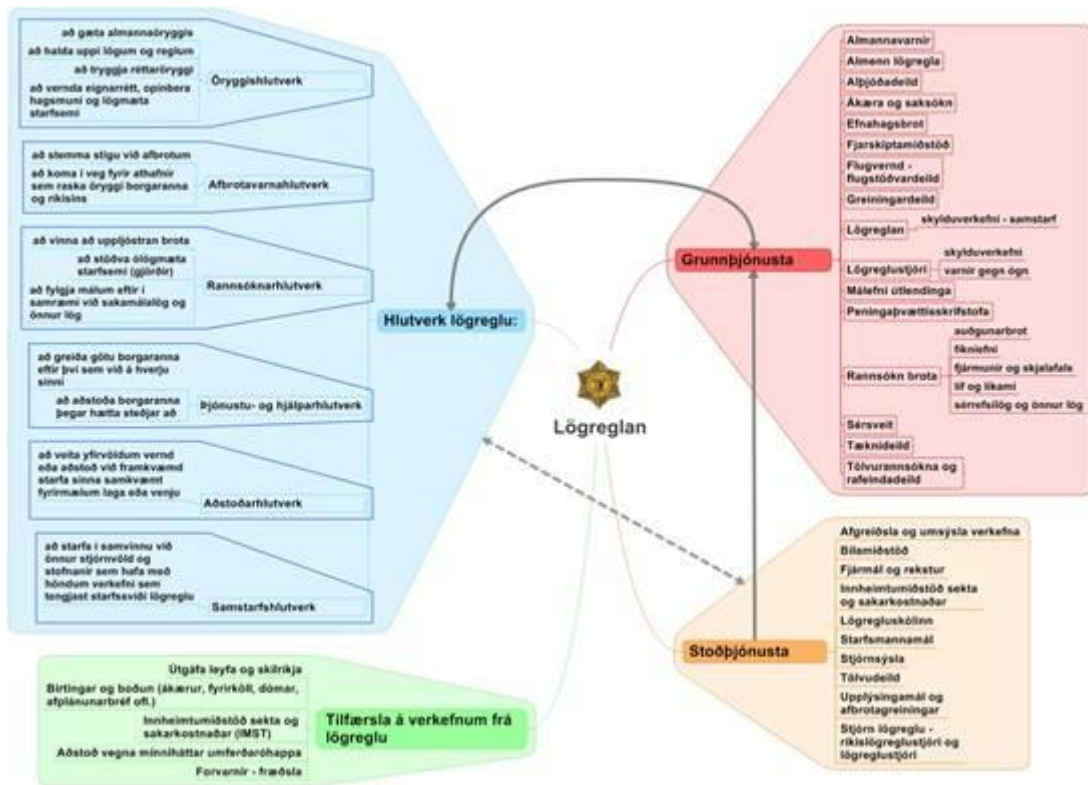 að gæta almannaöryggis
að halda uppi lögum og reglum
að tryggja réttaröryggi
að vernda eignarrétt, opinbera
hagsmuni og lögmæta
starfsemi
Öryggishlutverk
að stemma stigu við afbrotum
að koma í veg fyrir athafnir
sem raska öryggi borgaranna
og ríkisins
Afbrotavarnahlutverk
að vinna að uppljóstran brota
að stöðva ólögmæta
starfsemi (gjörðir)
að fylgja málum eftir í
samræmi við sakamálalög og
önnur lög
Rannsóknarhlutverk
að greiða götu borgaranna
eftir því sem við á hverju
sinni
að aðstoða borgaranna
þegar hætta steðjar að
Þjónustu- og hjálparhlutverk
að veita yfirvöldum vernd
eða aðstoð við framkvæmd
starfa sinna samkvæmt
fyrirmælum laga eða venju
Aðstoðarhlutverk
að starfa í samvinnu við
önnur stjórnvöld og
stofnanir sem hafa með
höndum verkefni sem
tengjast starfssviði lögreglu
Samstarfshlutverk
Hlutverk lögreglu:
Lögreglan
Grunnþjónusta
Almannavarnir
Almenn lögregla
Alþjóðadeild
Ákæra og saksókn
Efnahagsbrot
Fjarskiptamiðstöð
Flugvernd -
flugstöðvardeild
Greiningardeild
Lögreglan
skylduverkefni - samstarf
Lögreglustjóri
skylduverkefni
varnir gegn ógn
Málefni útlendinga
Peningaþvættisskrifstofa
Rannsókn brota
auðgunarbrot
fíkniefni
fjármunir og skjalafals
líf og líkami
sérrefsilög og önnur lög
Sérsveit
Tæknideild
Tölvurannsókna og
rafeindadeild
Stoðþjónusta
Afgreiðsla og umsýsla verkefna
Bílamiðstöð
Fjármál og rekstur
Innheimtumiðstöð sekta
og sakarkostnaðar
Lögregluskólinn
Starfsmannamál
Stjórnsýsla
Tölvudeild
Upplýsingamál og
afbrotagreiningar
Stjórn lögreglu -
ríkislögreglustjóri og
lögreglustjóri
Tilfærsla á verkefnum frá
lögreglu
Útgáfa leyfa og skilríkja
Birtingar og boðun (ákærur, fyrirköll, dómar,
afplánunarbréf ofl.)
Innheimtumiðstöð sekta og
sakarkostnaðar (IMST)
Aðstoð vegna minniháttar umferðaróhappa
Forvarnir - fræðsla